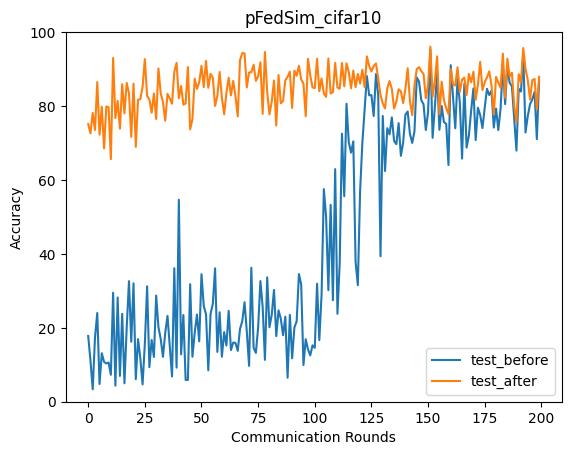 pFedSim_cifar10
100
80
60
40
20
0
Accuracy
0 25 50 75 100 125 150 175 200
Communication Rounds
test_before
test_after